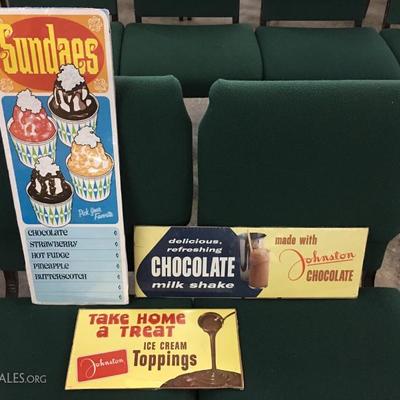 Sundaes
Pick Your Favorite
CHOCOLATE ¢
STRAWBERRY ¢
HOT FUDGE ¢
PINEAPPLE ¢
BUTTERSCOTCH ¢
delicious,
refreshing
CHOCOLATE
milk shake
made with
Johnston
CHOCOLATE
TAKE HOME
A TREAT
ICE CREAM
Johnston
Toppings
SALES.ORG